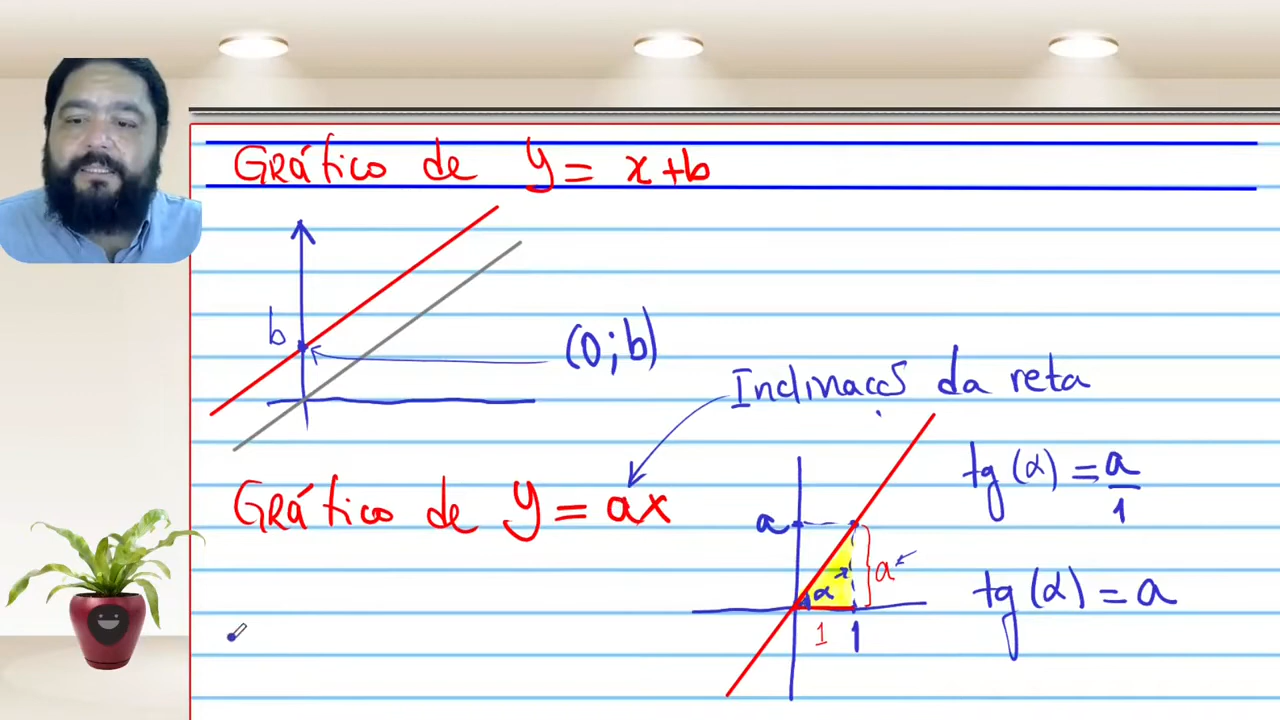 Gráfico de y = x+b
b
(0;b)
Inclinação da reta
Gráfico de y = ax
a
a
α
1
1
tg(α) = a/1
tg(α) = a